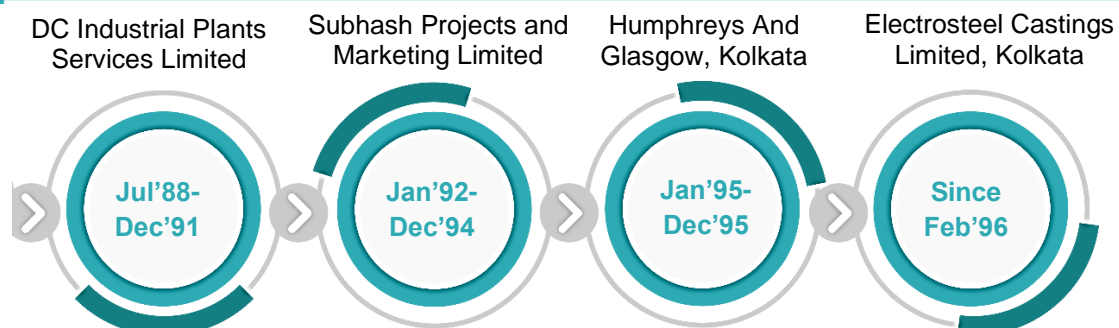 DC Industrial Plants
Services Limited
Subhash Projects and
Marketing Limited
Humphreys And
Glasgow, Kolkata
Electrosteel Castings
Limited, Kolkata
Jul’88-
Dec’91
Jan’92-
Dec’94
Jan’95-
Dec’95
Since
Feb’96